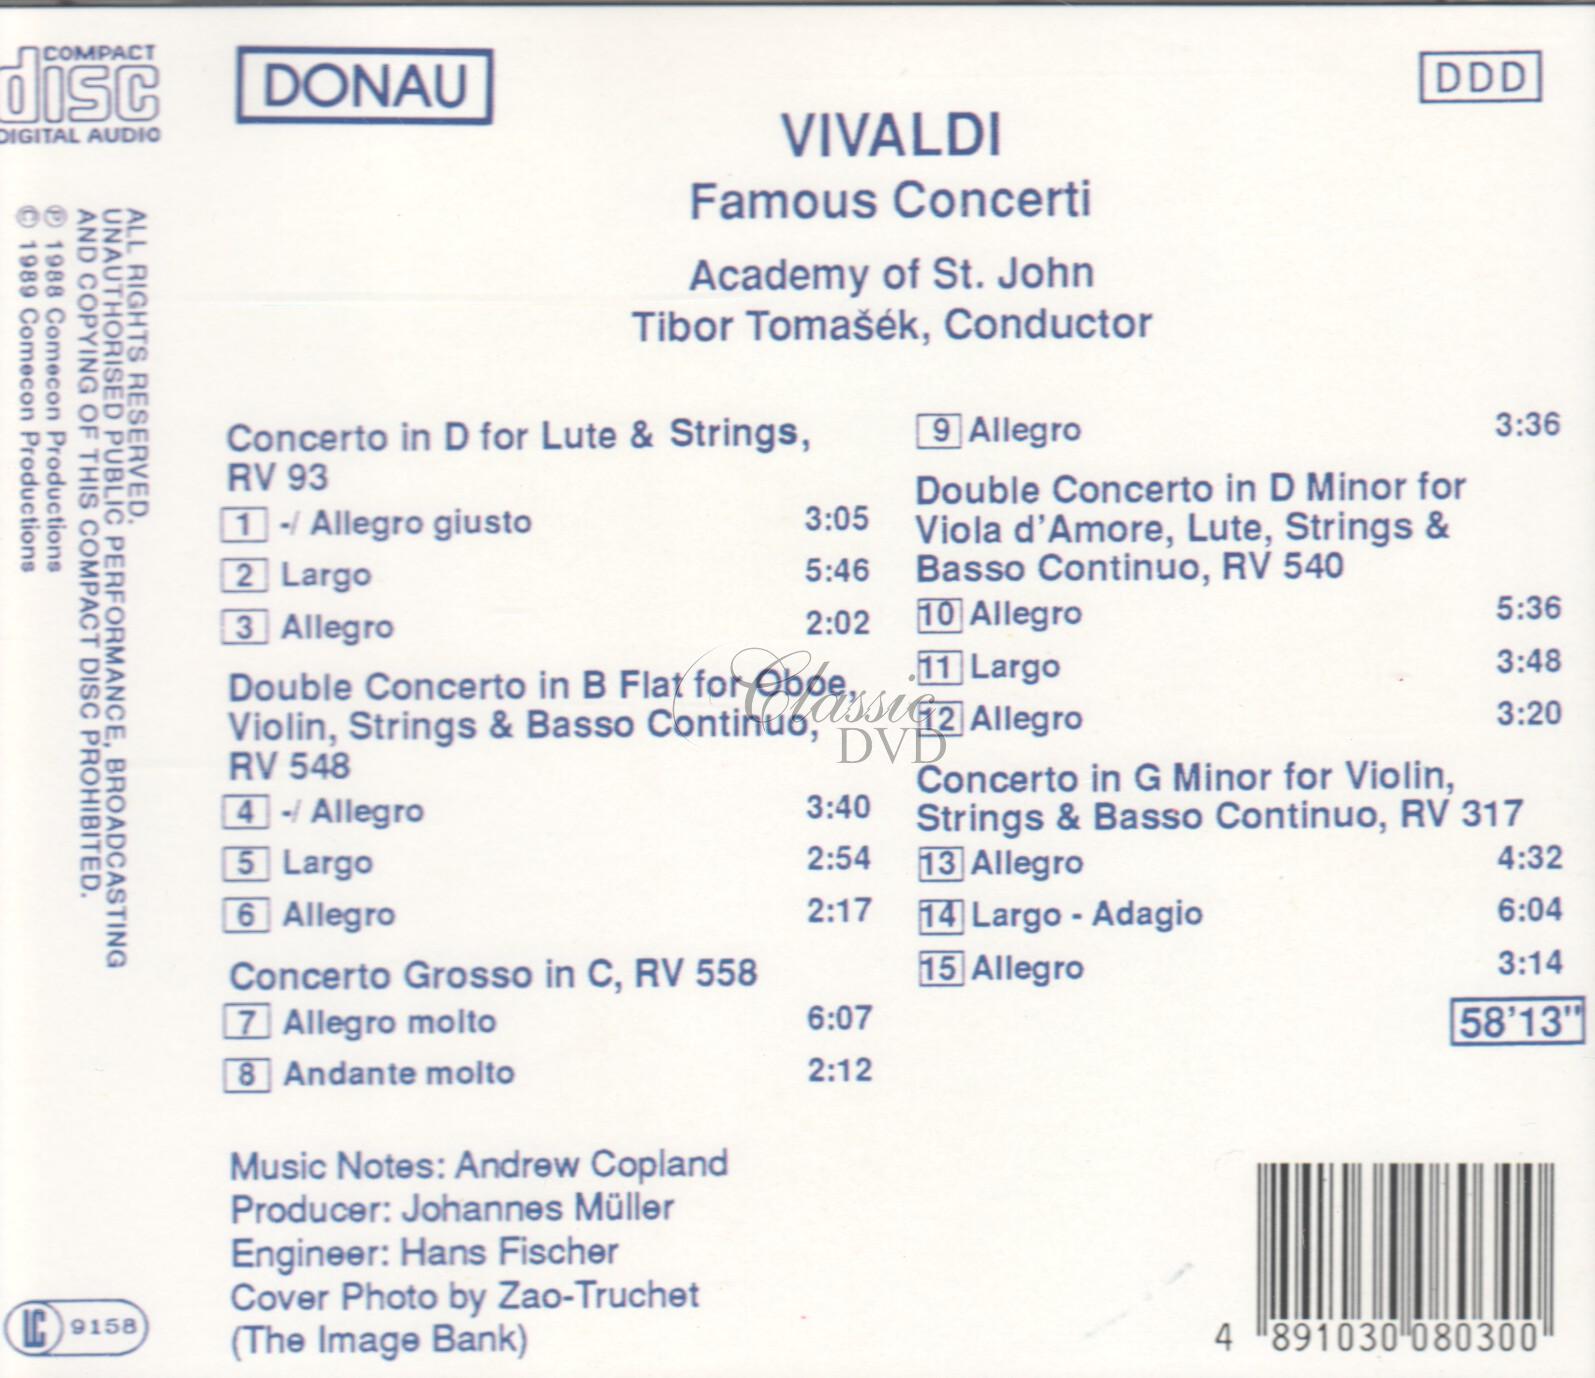 COMPACT
disc
DIGITAL AUDIO
DONAU
DDD
VIVALDI
Famous Concerti
Academy of St. John
Tibor Tomašék, Conductor
Concerto in D for Lute & Strings,
RV 93
1 -/ Allegro giusto 3:05
2 Largo 5:46
3 Allegro 2:02
Double Concerto in B Flat for Oboe,
Violin, Strings & Basso Continuo,
RV 548
4 -/ Allegro 3:40
5 Largo 2:54
6 Allegro 2:17
Concerto Grosso in C, RV 558
7 Allegro molto 6:07
8 Andante molto 2:12
9 Allegro 3:36
Double Concerto in D Minor for
Viola d'Amore, Lute, Strings &
Basso Continuo, RV 540
10 Allegro 5:36
11 Largo 3:48
12 Allegro 3:20
Concerto in G Minor for Violin,
Strings & Basso Continuo, RV 317
13 Allegro 4:32
14 Largo - Adagio 6:04
15 Allegro 3:14
58'13"
Classic
DVD
Music Notes: Andrew Copland
Producer: Johannes Müller
Engineer: Hans Fischer
Cover Photo by Zao-Truchet
(The Image Bank)
ALL RIGHTS RESERVED.
UNAUTHORISED PUBLIC PERFORMANCE, BROADCASTING
AND COPYING OF THIS COMPACT DISC PROHIBITED.
℗ 1988 Comecon Productions
© 1989 Comecon Productions
LC 9158
4 891030 080300